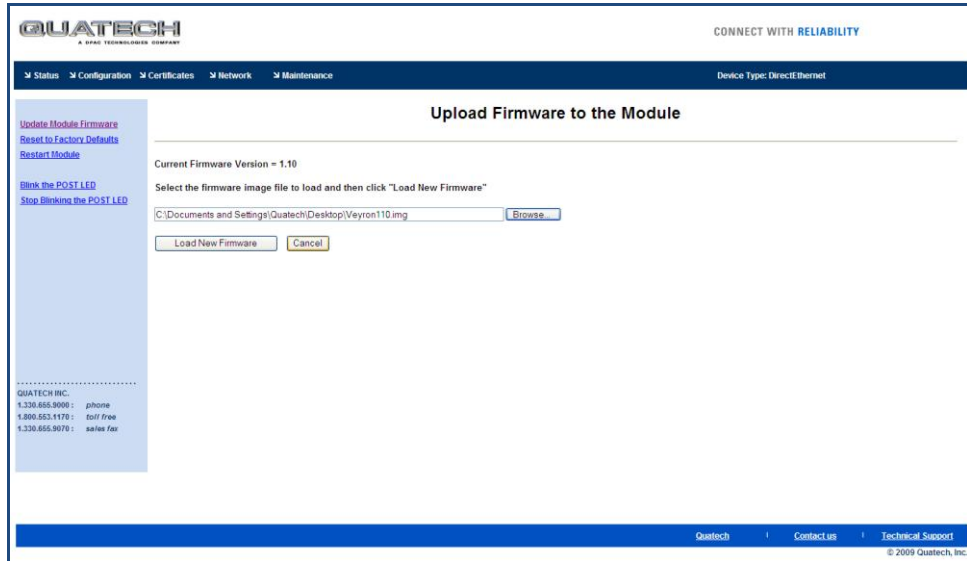 QUATECH
A DPAC TECHNOLOGIES COMPANY
CONNECT WITH RELIABILITY
Status Configuration Certificates Network Maintenance
Device Type: DirectEthernet
Update Module Firmware
Reset to Factory Defaults
Restart Module
Blink the POST LED
Stop Blinking the POST LED
QUATECH INC.
1.330.655.9000 : phone
1.800.553.1170 : toll free
1.330.655.9070 : sales fax
Upload Firmware to the Module
Current Firmware Version = 1.10
Select the firmware image file to load and then click "Load New Firmware"
C:\Documents and Settings\Quatech\Desktop\Veyron110.img Browse...
Load New Firmware Cancel
Quatech | Contact us | Technical Support
© 2009 Quatech, Inc.